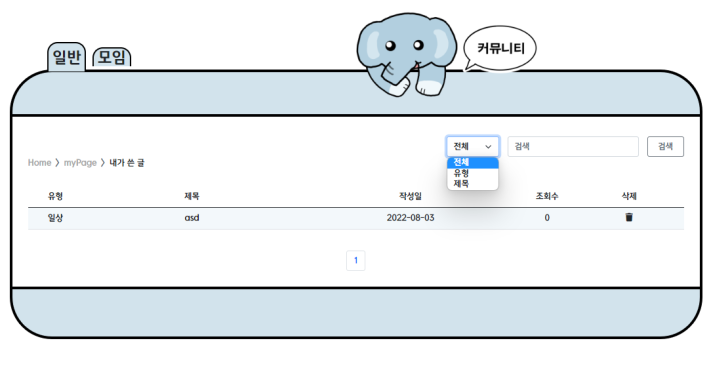 일반 모임
커뮤니티
전체 검색 검색
전체
유형
제목
Home > myPage > 내가 쓴 글
유형 제목 작성일 조회수 삭제
일상 asd 2022-08-03 0
1